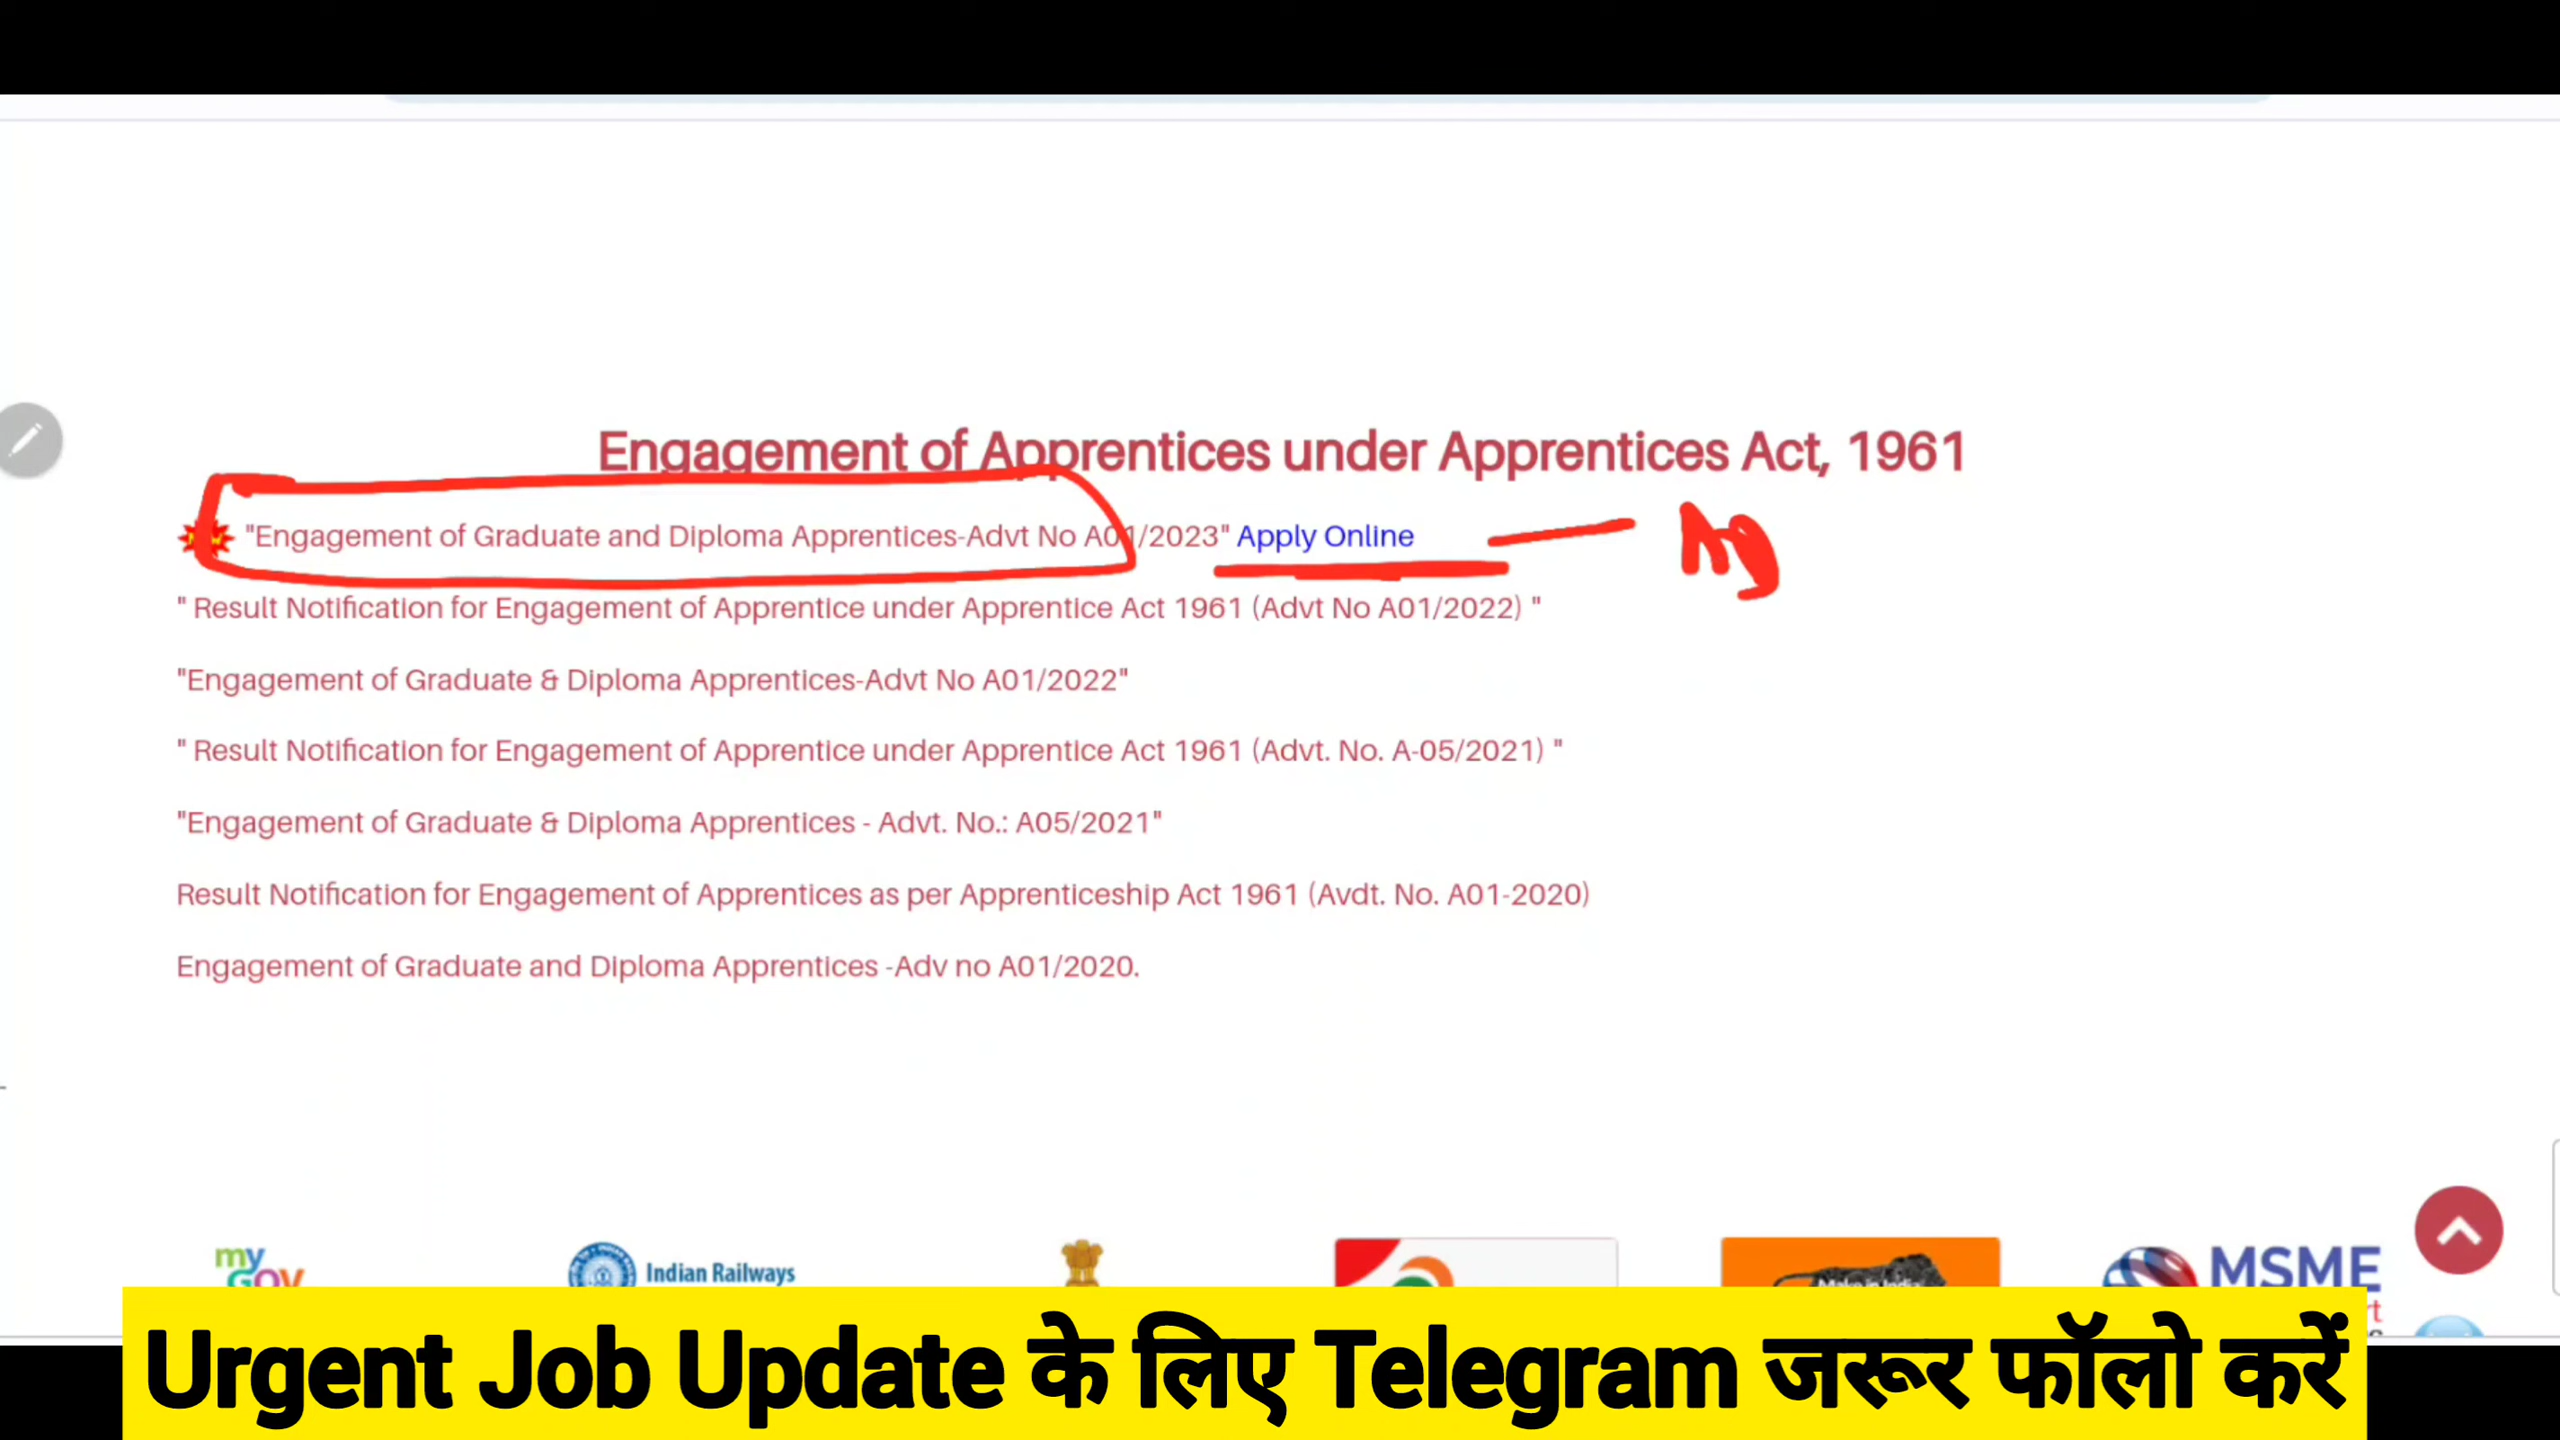 Engagement of Apprentices under Apprentices Act, 1961
"Engagement of Graduate and Diploma Apprentices-Advt No A01/2023" Apply Online
" Result Notification for Engagement of Apprentice under Apprentice Act 1961 (Advt No A01/2022) "
"Engagement of Graduate & Diploma Apprentices-Advt No A01/2022"
" Result Notification for Engagement of Apprentice under Apprentice Act 1961 (Advt. No. A-05/2021) "
"Engagement of Graduate & Diploma Apprentices - Advt. No.: A05/2021"
Result Notification for Engagement of Apprentices as per Apprenticeship Act 1961 (Avdt. No. A01-2020)
Engagement of Graduate and Diploma Apprentices -Adv no A01/2020.
my GOV
Indian Railways
Make in India
MSME
Urgent Job Update के लिए Telegram जरूर फॉलो करें